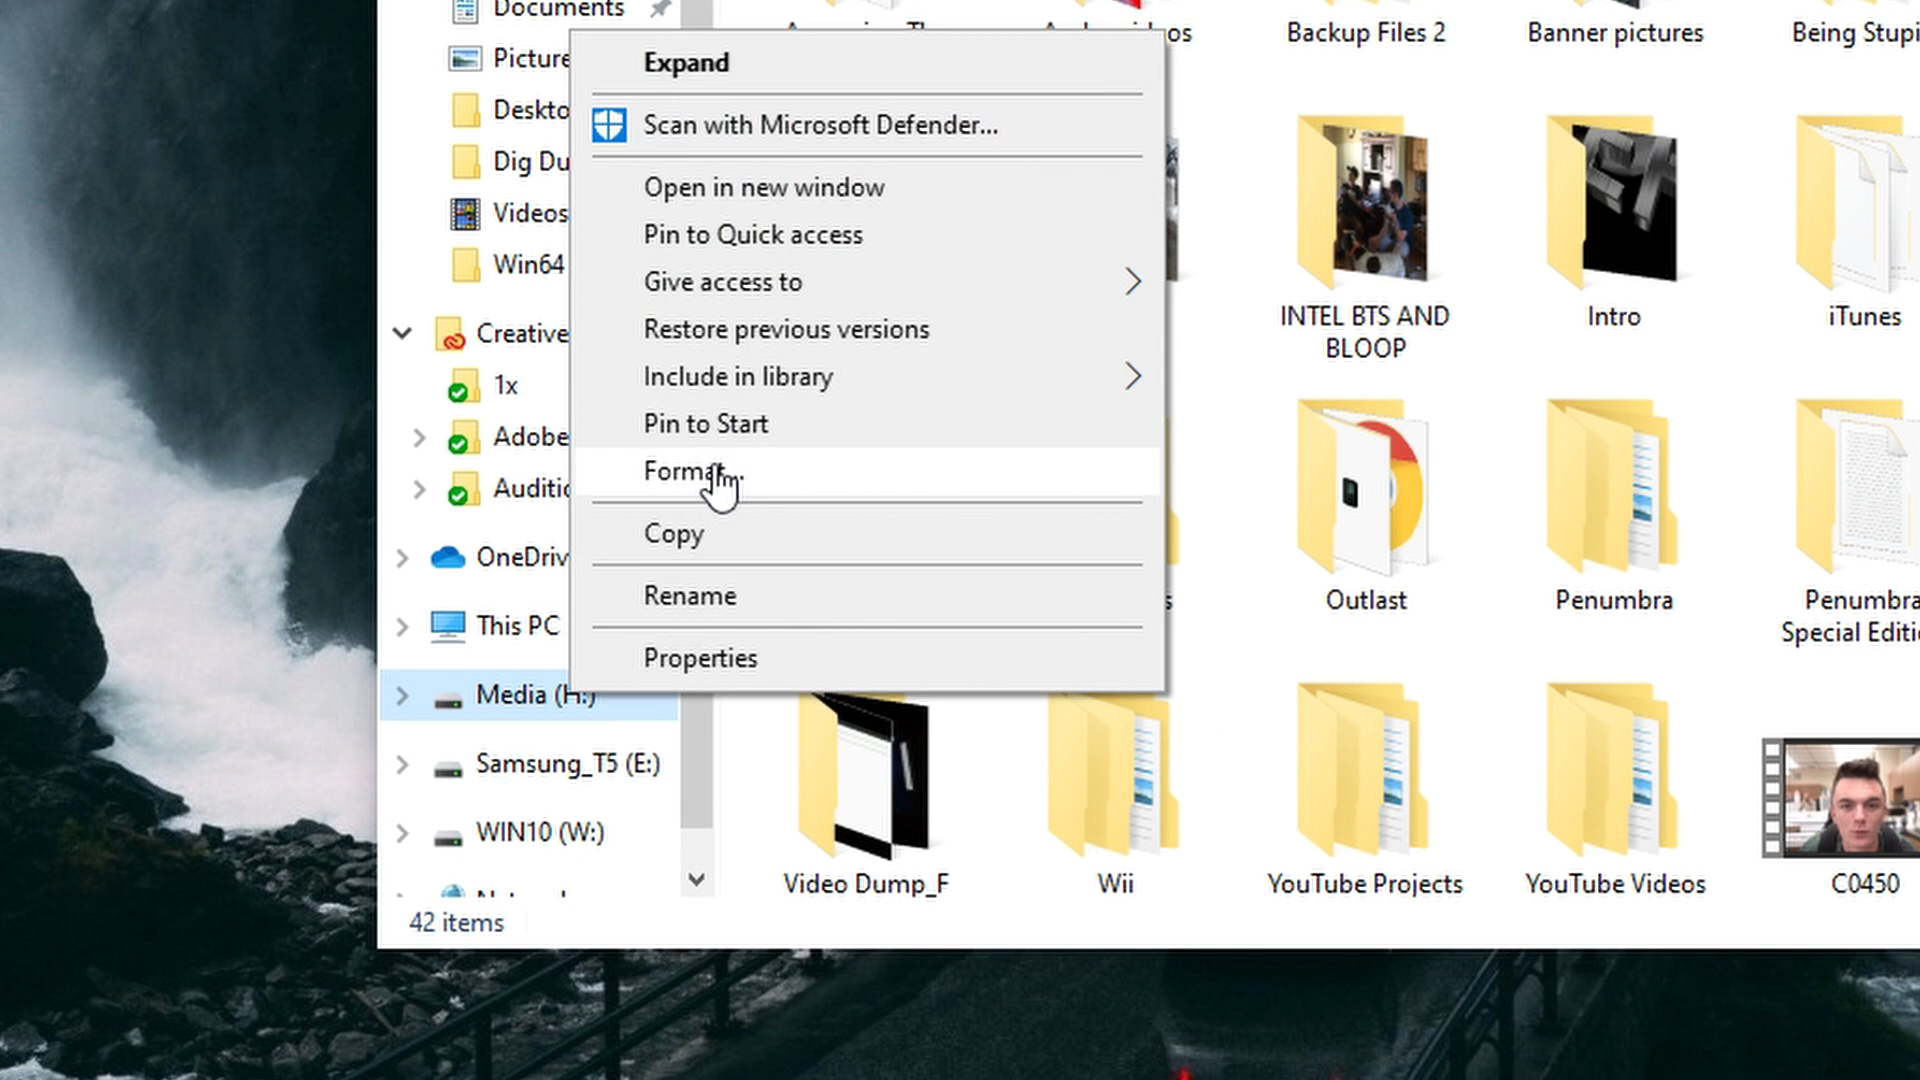 Documents
Picture
Deskto
Dig Du
Videos
Win64
Creative
1x
Adobe
Auditio
OneDriv
This PC
Media (H:)
Samsung_T5 (E:)
WIN10 (W:)
42 items
Expand
Scan with Microsoft Defender...
Open in new window
Pin to Quick access
Give access to
Restore previous versions
Include in library
Pin to Start
Format...
Copy
Rename
Properties
Backup Files 2
Banner pictures
Being Stupi
INTEL BTS AND
BLOOP
Intro
iTunes
Outlast
Penumbra
Penumbra
Special Editio
Video Dump_F
Wii
YouTube Projects
YouTube Videos
C0450